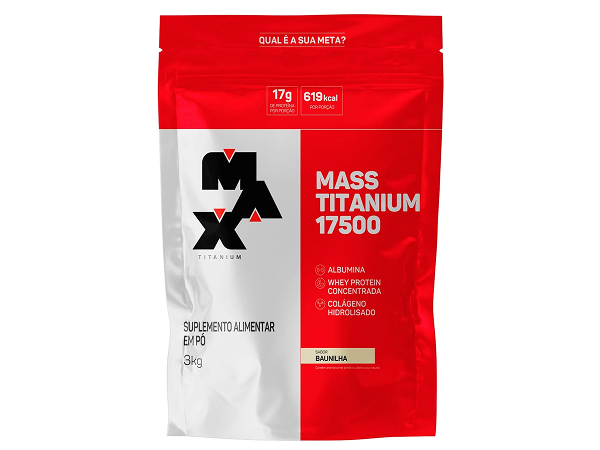 QUAL É A SUA META?
17g
DE PROTEÍNA
POR PORÇÃO
619kcal
POR PORÇÃO
MAX
TITANIUM
MASS
TITANIUM
17500
ALBUMINA
WHEY PROTEIN
CONCENTRADA
COLÁGENO
HIDROLISADO
SUPLEMENTO ALIMENTAR
EM PÓ
3kg
SABOR
BAUNILHA